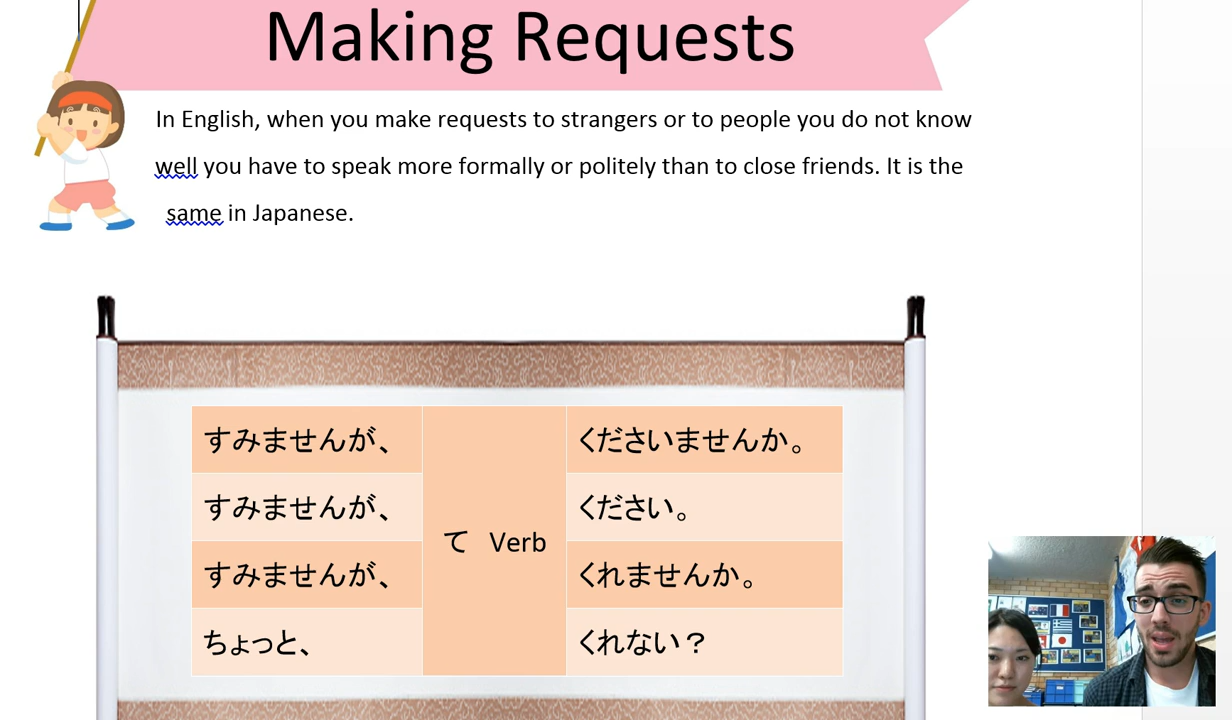 Making Requests
In English, when you make requests to strangers or to people you do not know
well you have to speak more formally or politely than to close friends. It is the
same in Japanese.
すみませんが、
くださいませんか。
すみませんが、
ください。
て Verb
すみませんが、
くれませんか。
ちょっと、
くれない？